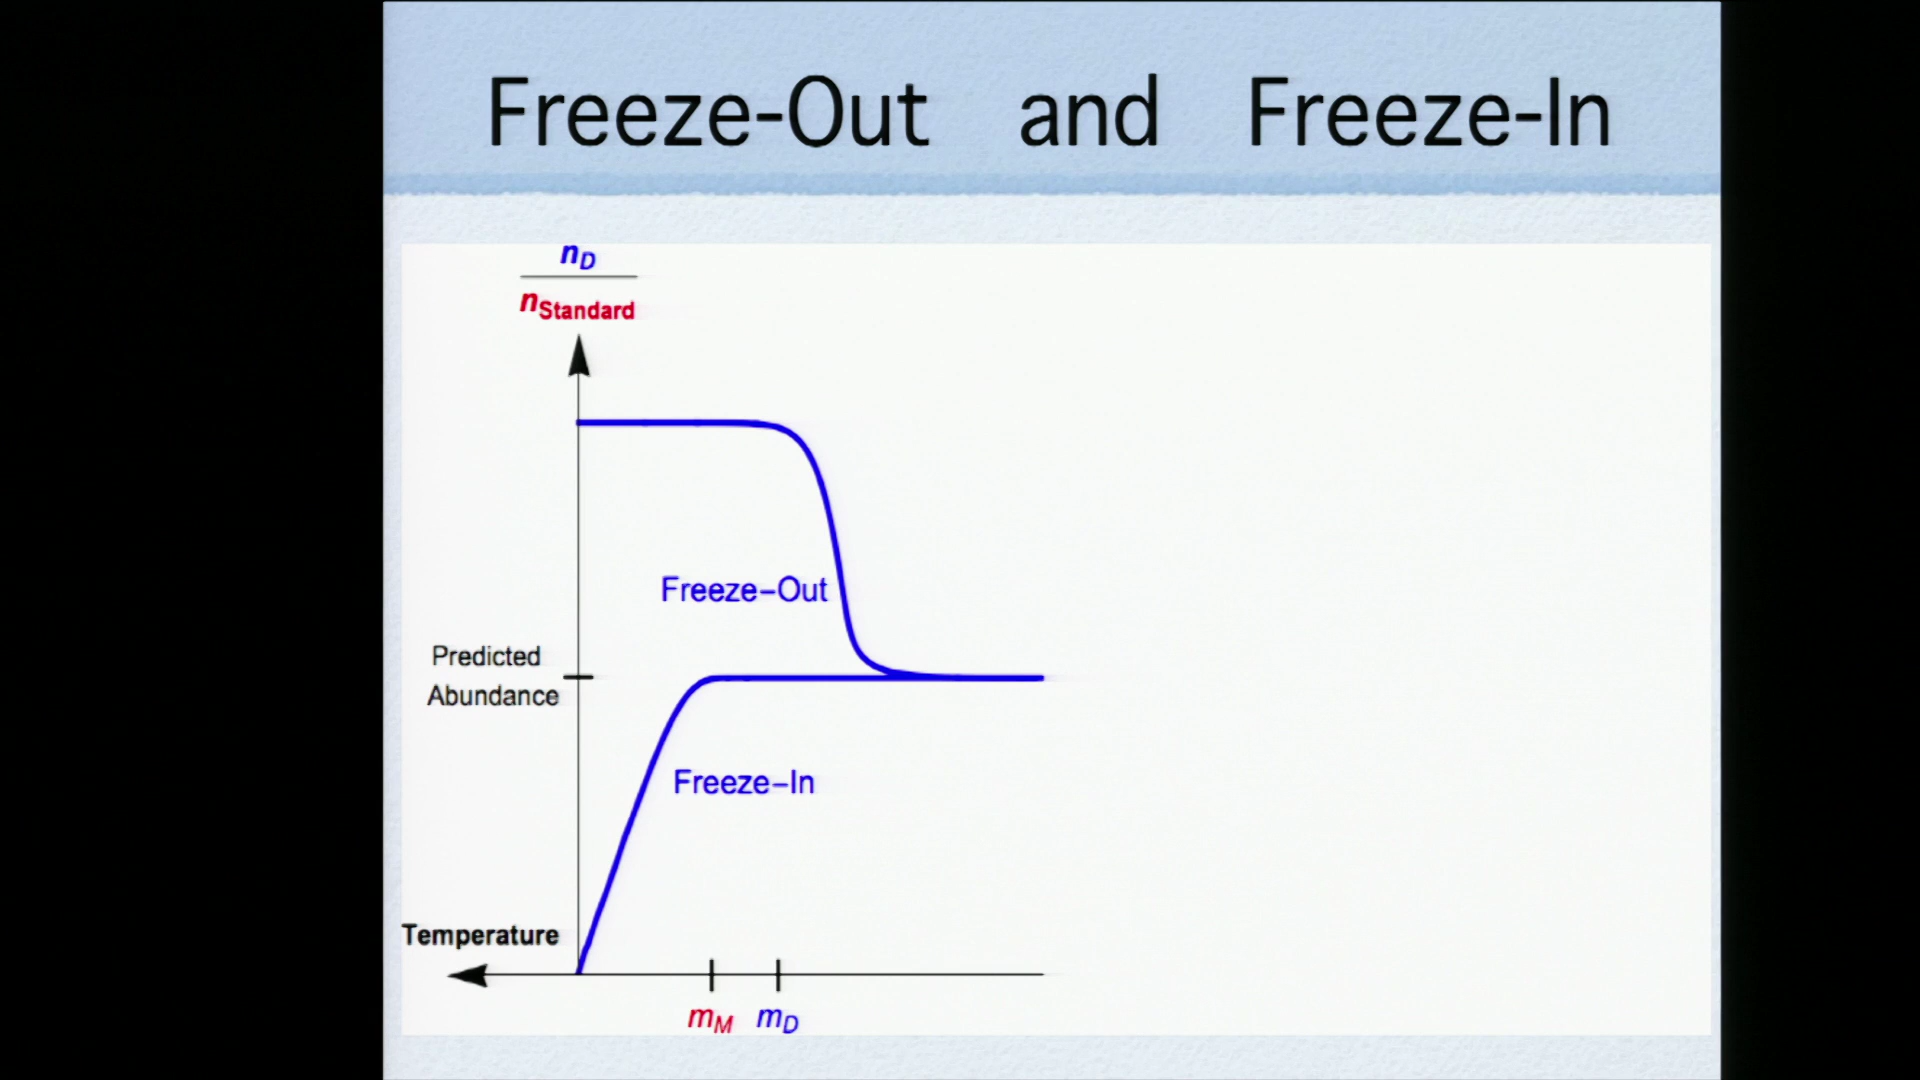 Freeze-Out and Freeze-In
n_D
n_Standard
Freeze-Out
Predicted
Abundance
Freeze-In
Temperature
m_M m_D